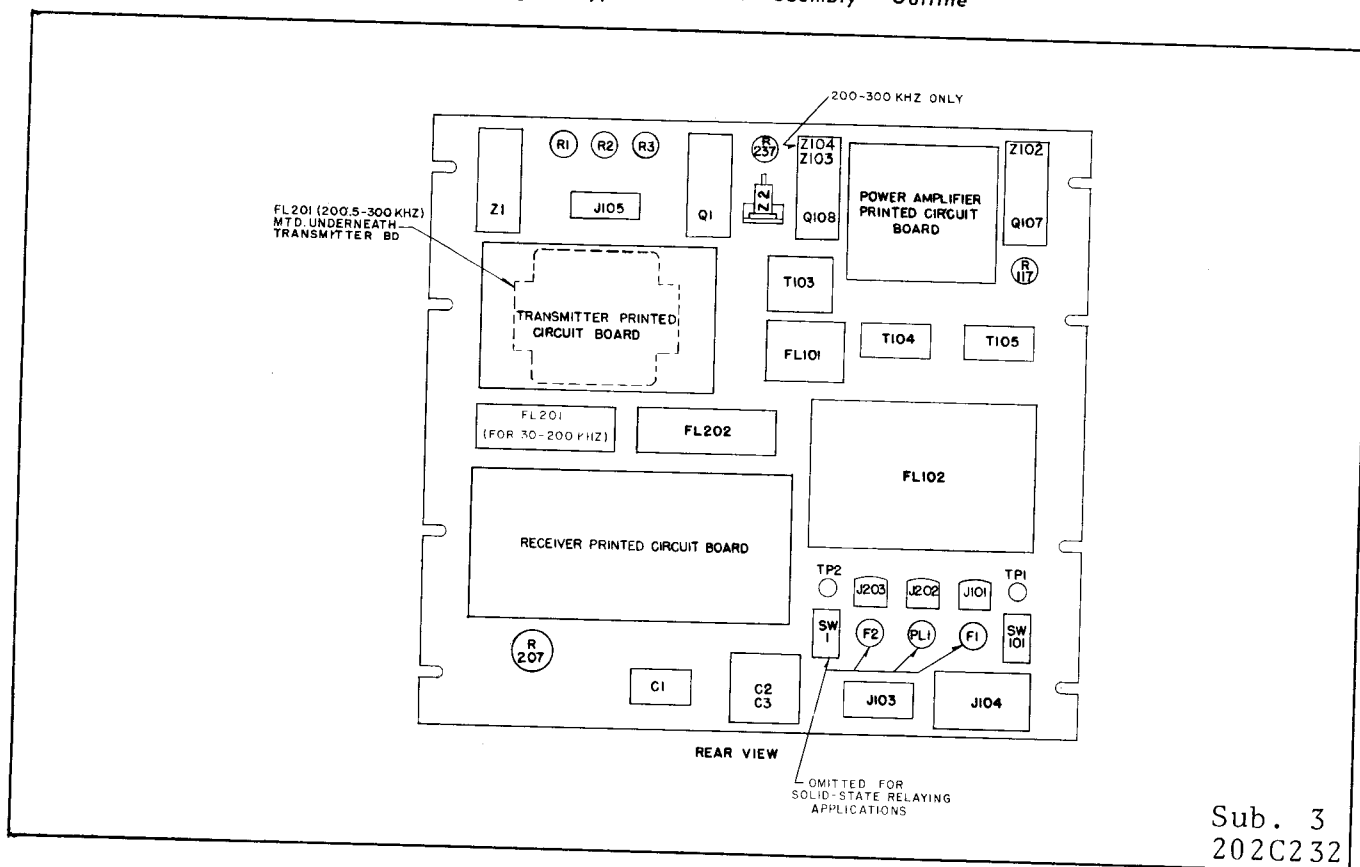 Outline
200-300 KHZ ONLY
R1
R2
R3
R
237
Z104
Z103
Z102
Z1
J105
Q1
Z2
Q108
POWER AMPLIFIER
PRINTED CIRCUIT
BOARD
Q107
FL201 (200.5-300 KHZ)
MTD. UNDERNEATH
TRANSMITTER BD
R
117
T103
TRANSMITTER PRINTED
CIRCUIT BOARD
FL101
T104
T105
FL201
(FOR 30-200 KHZ)
FL202
FL102
RECEIVER PRINTED CIRCUIT BOARD
TP2
J203
J202
J101
TP1
SW
1
F2
PL1
F1
SW
101
R
207
C1
C2
C3
J103
J104
REAR VIEW
OMITTED FOR
SOLID-STATE RELAYING
APPLICATIONS
Sub. 3
202C232